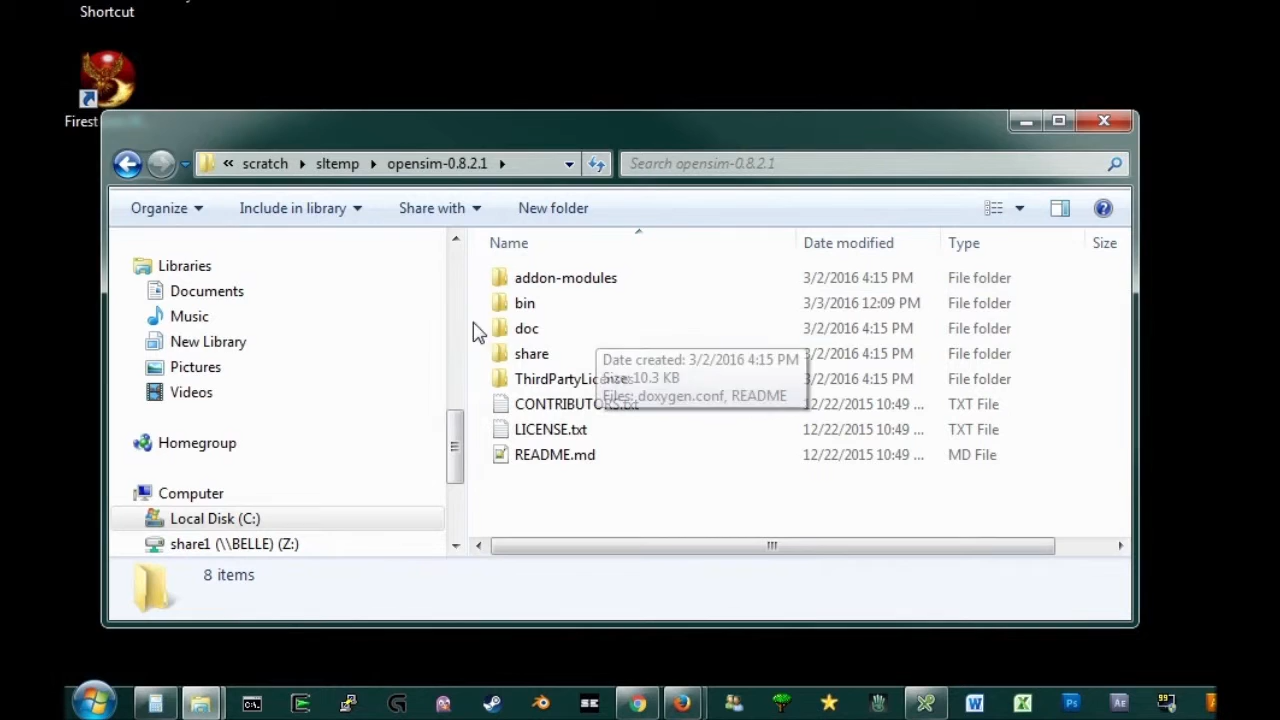 Shortcut
Firest
« scratch ▸ sltemp ▸ opensim-0.8.2.1 ▸
Search opensim-0.8.2.1
Organize
Include in library
Share with
New folder
Name
Date modified
Type
Size
Libraries
Documents
Music
New Library
Pictures
Videos
Homegroup
Computer
Local Disk (C:)
share1 (\\BELLE) (Z:)
addon-modules 3/2/2016 4:15 PM File folder
bin 3/3/2016 12:09 PM File folder
doc 3/2/2016 4:15 PM File folder
share 3/2/2016 4:15 PM File folder
ThirdPartyLicenses 3/2/2016 4:15 PM File folder
CONTRIBUTORS.txt 12/22/2015 10:49 ... TXT File
LICENSE.txt 12/22/2015 10:49 ... TXT File
README.md 12/22/2015 10:49 ... MD File
Date created: 3/2/2016 4:15 PM
Size: 10.3 KB
Files: doxygen.conf, README
8 items
W
X
Ps
Ae
99